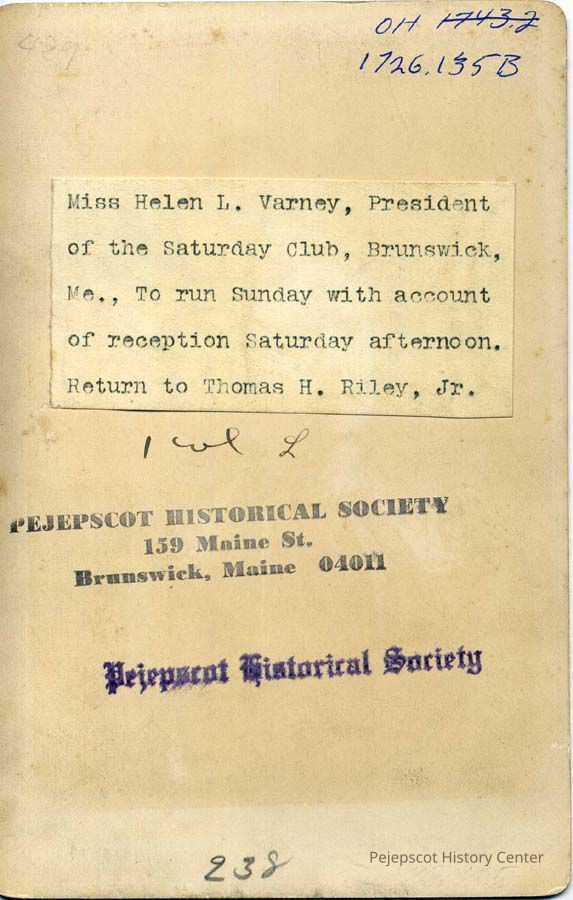 OH 1743.2
1726.135B
Miss Helen L. Varney, President
of the Saturday Club, Brunswick,
Me., To run Sunday with account
of reception Saturday afternoon.
Return to Thomas H. Riley, Jr.
1 col L
PEJEPSCOT HISTORICAL SOCIETY
159 Maine St.
Brunswick, Maine 04011
Pejepscot Historical Society
238
Pejepscot History Center